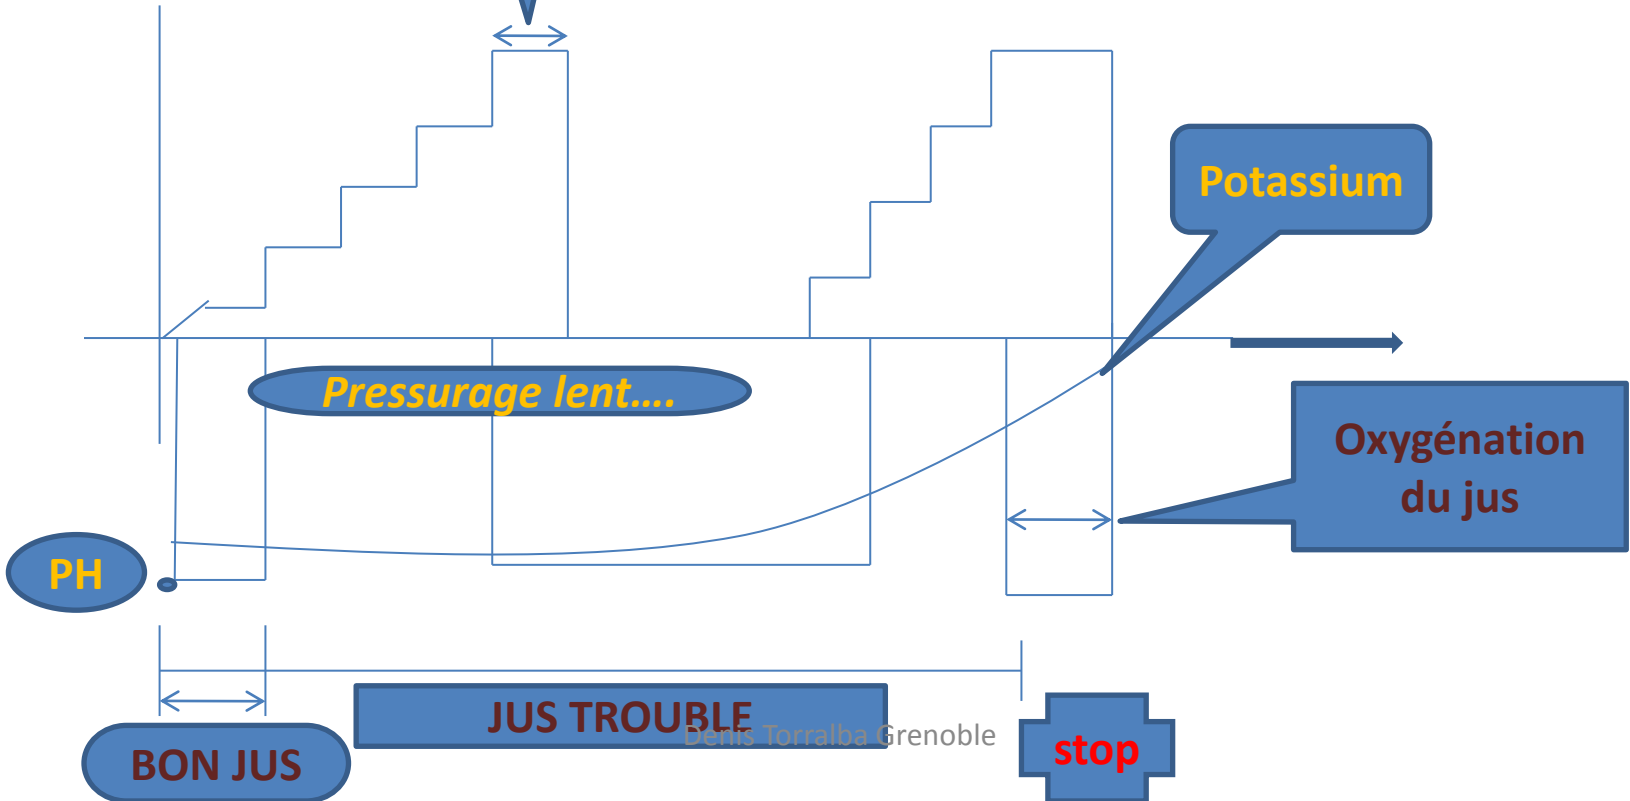 Potassium
Pressurage lent....
Oxygénation
du jus
PH
JUS TROUBLE
Denis Torralba Grenoble
stop
BON JUS